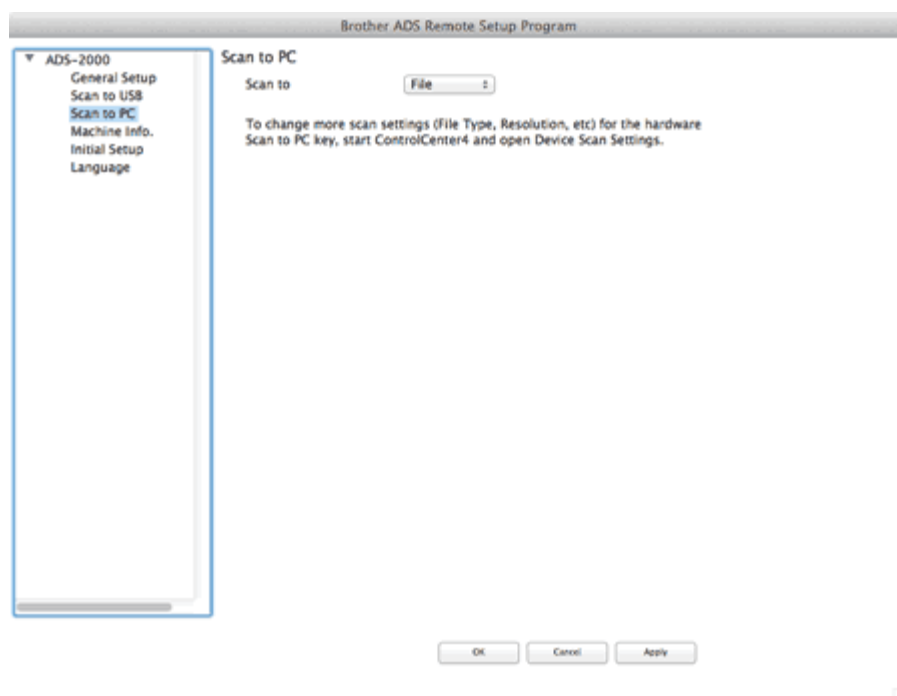 Brother ADS Remote Setup Program
ADS-2000
General Setup
Scan to USB
Scan to PC
Machine Info.
Initial Setup
Language
Scan to PC
Scan to File
To change more scan settings (File Type, Resolution, etc) for the hardware
Scan to PC key, start ControlCenter4 and open Device Scan Settings.
OK Cancel Apply